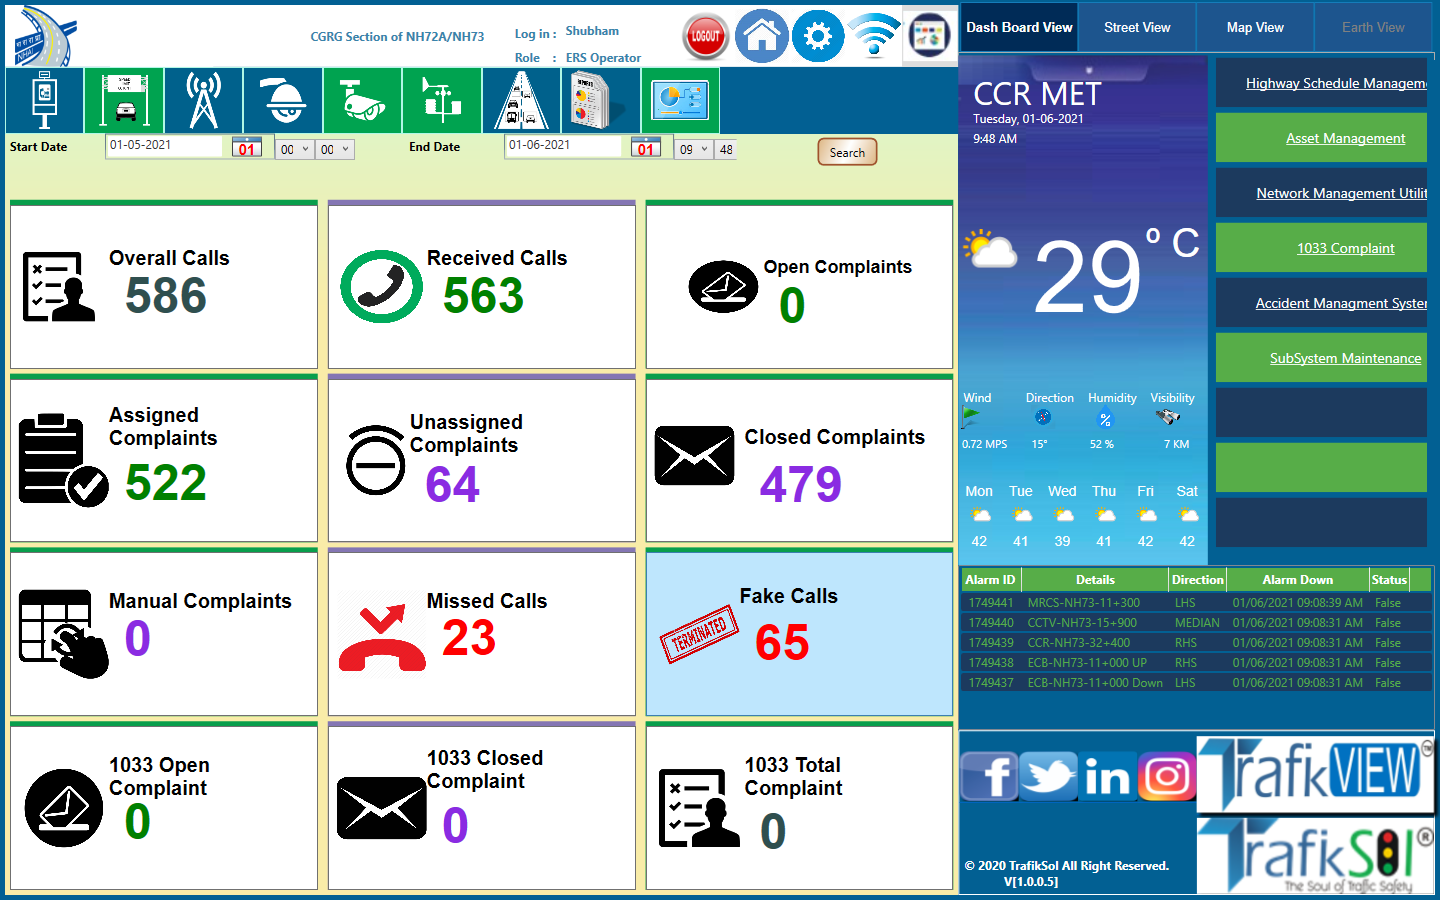 CGRG Section of NH72A/NH73
Log in : Shubham
Role : ERS Operator
LOGOUT
Dash Board View
Street View
Map View
Earth View
Start Date
01-05-2021
01
00
00
End Date
01-06-2021
01
09
48
Search
Overall Calls
586
Received Calls
563
Open Complaints
0
Assigned
Complaints
522
Unassigned
Complaints
64
Closed Complaints
479
Manual Complaints
0
Missed Calls
23
TERMINATED
Fake Calls
65
1033 Open
Complaint
0
1033 Closed
Complaint
0
1033 Total
Complaint
0
CCR MET
Tuesday, 01-06-2021
9:48 AM
29° C
Wind Direction Humidity Visibility
%
0.72 MPS 15° 52 % 7 KM
Mon Tue Wed Thu Fri Sat
42 41 39 41 42 42
Highway Schedule Managem
Asset Management
Network Management Utilit
1033 Complaint
Accident Managment Syster
SubSystem Maintenance
Alarm ID Details Direction Alarm Down Status
1749441 MRCS-NH73-11+300 LHS 01/06/2021 09:08:39 AM False
1749440 CCTV-NH73-15+900 MEDIAN 01/06/2021 09:08:31 AM False
1749439 CCR-NH73-32+400 RHS 01/06/2021 09:08:31 AM False
1749438 ECB-NH73-11+000 UP RHS 01/06/2021 09:08:31 AM False
1749437 ECB-NH73-11+000 Down LHS 01/06/2021 09:08:31 AM False
f
in
TrafikVIEW™
TrafikSOl®
The Soul of Traffic Safety
© 2020 TrafikSol All Right Reserved.
V[1.0.0.5]